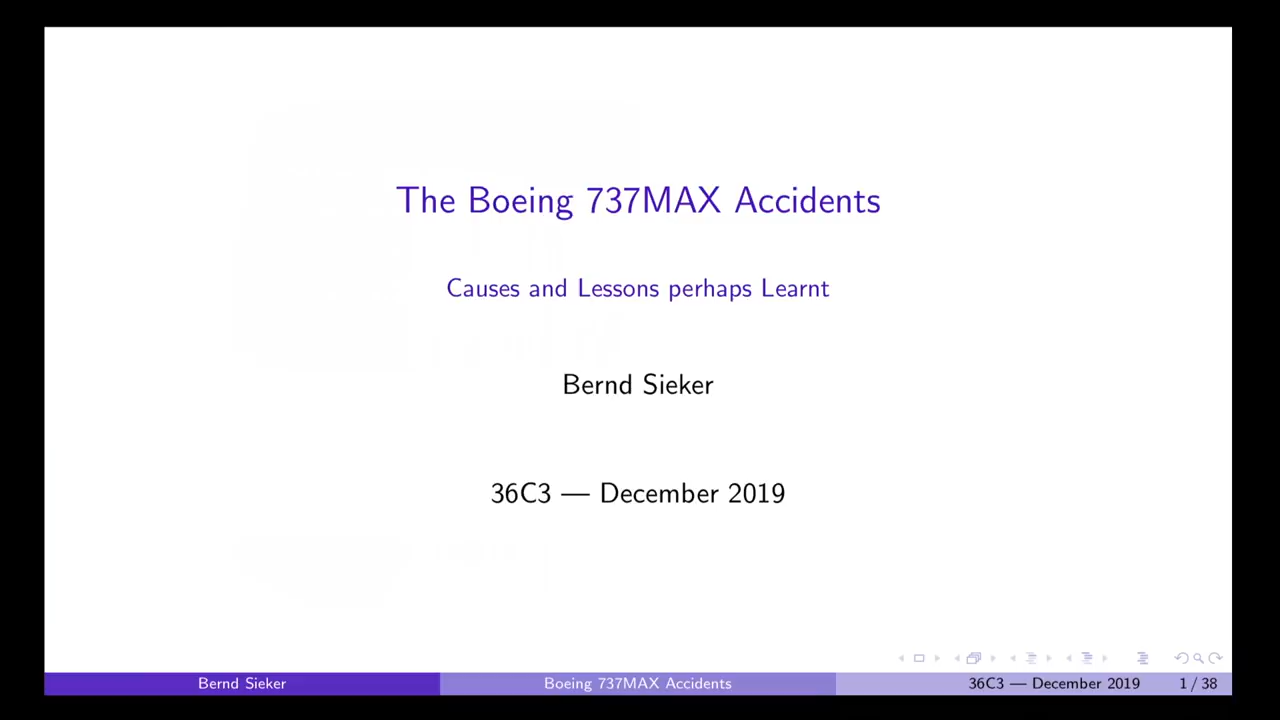 The Boeing 737MAX Accidents
Causes and Lessons perhaps Learnt
Bernd Sieker
36C3 — December 2019
Bernd Sieker
Boeing 737MAX Accidents
36C3 — December 2019
1 / 38